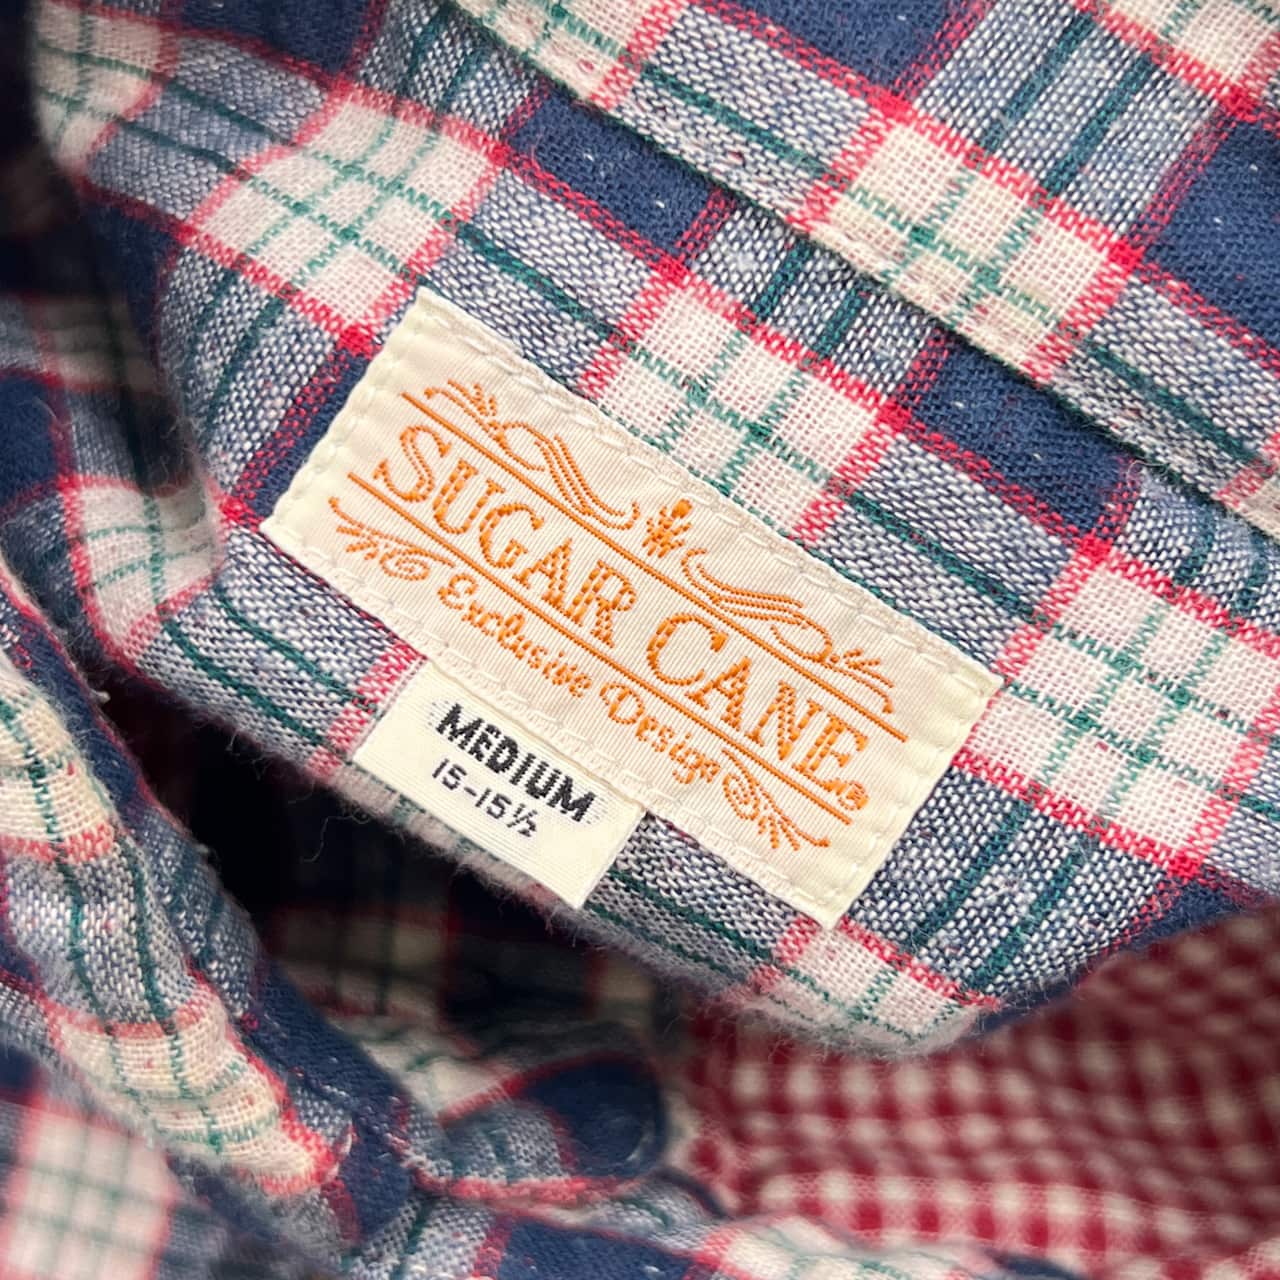 SUGAR CANE®
Exclusive Design
MEDIUM
15-15½